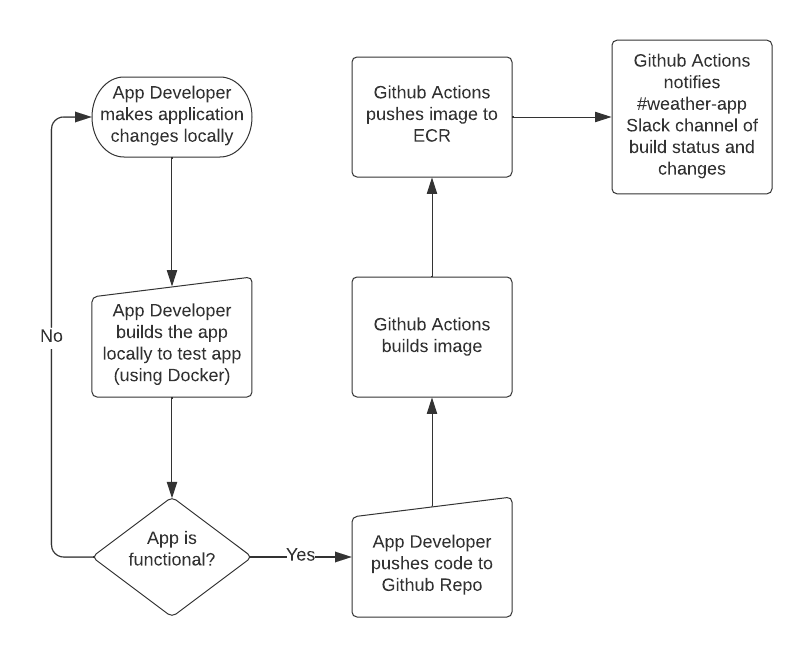 App Developer
makes application
changes locally
No
App Developer
builds the app
locally to test app
(using Docker)
App is
functional?
Yes
App Developer
pushes code to
Github Repo
Github Actions
builds image
Github Actions
pushes image to
ECR
Github Actions
notifies
#weather-app
Slack channel of
build status and
changes